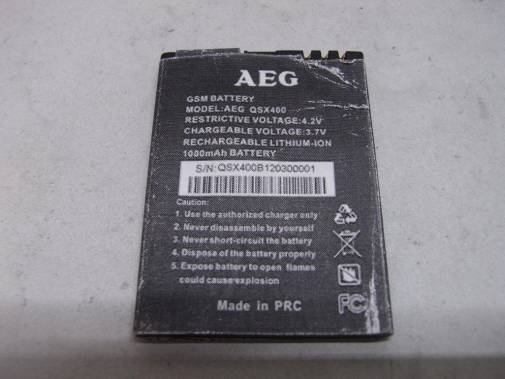 AEG
GSM BATTERY
MODEL:AEG QSX400
RESTRICTIVE VOLTAGE:4.2V
CHARGEABLE VOLTAGE:3.7V
RECHARGEABLE LITHIUM-ION
1080mAh BATTERY
S/N: QSX400B120300001
Caution:
1. Use the authorized charger only
2. Never disassemble by yourself
3. Never short-circuit the battery
4. Dispose of the battery properly
5. Expose battery to open flames
could cause explosion
Made in PRC
FC